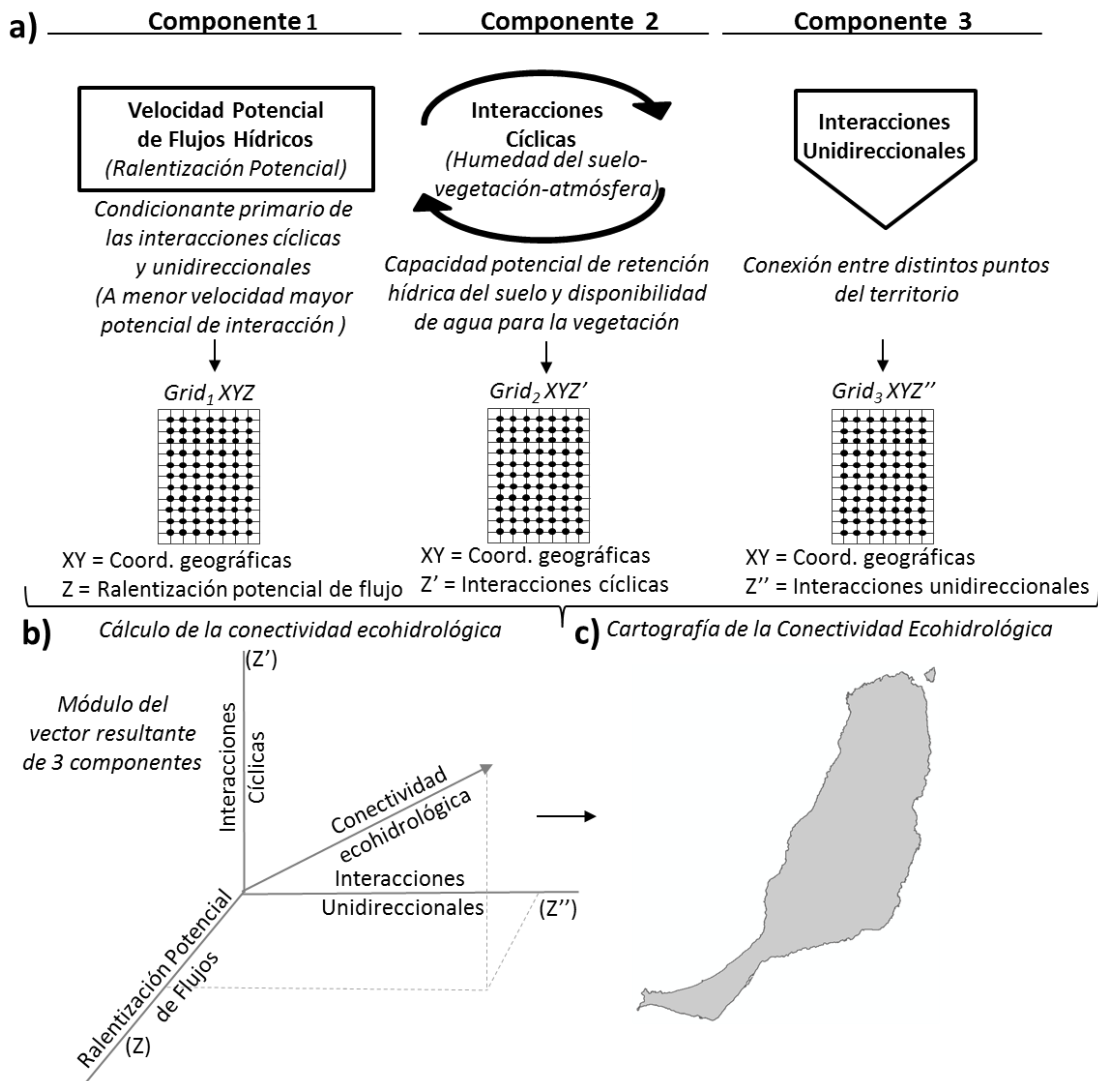 a)
Componente 1
Componente 2
Componente 3
Velocidad Potencial
de Flujos Hídricos
(Ralentización Potencial)
Condicionante primario de
las interacciones cíclicas
y unidireccionales
(A menor velocidad mayor
potencial de interacción )
Interacciones
Cíclicas
(Humedad del suelo-
vegetación-atmósfera)
Capacidad potencial de retención
hídrica del suelo y disponibilidad
de agua para la vegetación
Interacciones
Unidireccionales
Conexión entre distintos puntos
del territorio
Grid1 XYZ
Grid2 XYZ’
Grid3 XYZ’’
XY = Coord. geográficas
Z = Ralentización potencial de flujo
XY = Coord. geográficas
Z’ = Interacciones cíclicas
XY = Coord. geográficas
Z’’ = Interacciones unidireccionales
b)
Cálculo de la conectividad ecohidrológica
Módulo del
vector resultante
de 3 componentes
(Z’)
Interacciones
Cíclicas
Conectividad
ecohidrológica
Interacciones
Unidireccionales
(Z’’)
Ralentización Potencial
de Flujos
(Z)
c)
Cartografía de la Conectividad Ecohidrológica